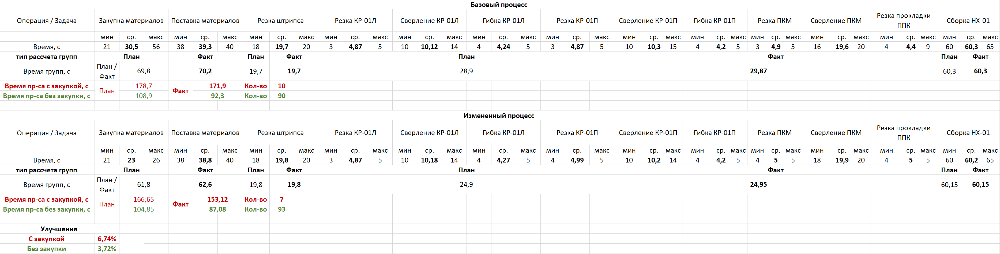 Базовый процесс
Операция / Задача Закупка материалов Поставка материалов Резка штрипса Резка КР-01Л Сверление КР-01Л Гибка КР-01Л Резка КР-01П Сверление КР-01П Гибка КР-01П Резка ПКМ Сверление ПКМ Резка прокладки ППК Сборка НХ-01
мин ср. макс мин ср. макс мин ср. макс мин ср. макс мин ср. макс мин ср. макс мин ср. макс мин ср. макс мин ср. макс мин ср. макс мин ср. макс мин ср. макс мин ср. макс
Время, с 21 30,5 56 38 39,3 40 18 19,7 20 3 4,87 5 10 10,12 14 4 4,24 5 3 4,87 5 10 10,3 15 4 4,2 5 3 4,9 5 16 19,6 20 4 4,4 9 60 60,3 65
тип рассчета групп План Факт План Факт План Факт План Факт
Время групп, с План / Факт 69,8 70,2 19,7 19,7 28,9 29,87 60,3 60,3
Время пр-са с закупкой, с План 178,7 Факт 171,9 Кол-во 10
Время пр-са без закупки, с 108,9 92,3 Кол-во 90
Измененный процесс
Операция / Задача Закупка материалов Поставка материалов Резка штрипса Резка КР-01Л Сверление КР-01Л Гибка КР-01Л Резка КР-01П Сверление КР-01П Гибка КР-01П Резка ПКМ Сверление ПКМ Резка прокладки ППК Сборка НХ-01
мин ср. макс мин ср. макс мин ср. макс мин ср. макс мин ср. макс мин ср. макс мин ср. макс мин ср. макс мин ср. макс мин ср. макс мин ср. макс мин ср. макс мин ср. макс
Время, с 21 23 26 38 38,8 40 18 19,8 20 3 4,87 5 10 10,18 14 4 4,27 5 4 4,99 5 10 10,2 14 4 4,2 5 4 5 5 18 19,9 20 4 5 5 60 60,2 65
тип рассчета групп План Факт План Факт План Факт План Факт
Время групп, с План / Факт 61,8 62,6 19,8 19,8 24,9 24,95 60,15 60,15
Время пр-са с закупкой, с План 166,65 Факт 153,12 Кол-во 7
Время пр-са без закупки, с 104,85 87,08 Кол-во 93
Улучшения
С закупкой 6,74%
Без закупки 3,72%